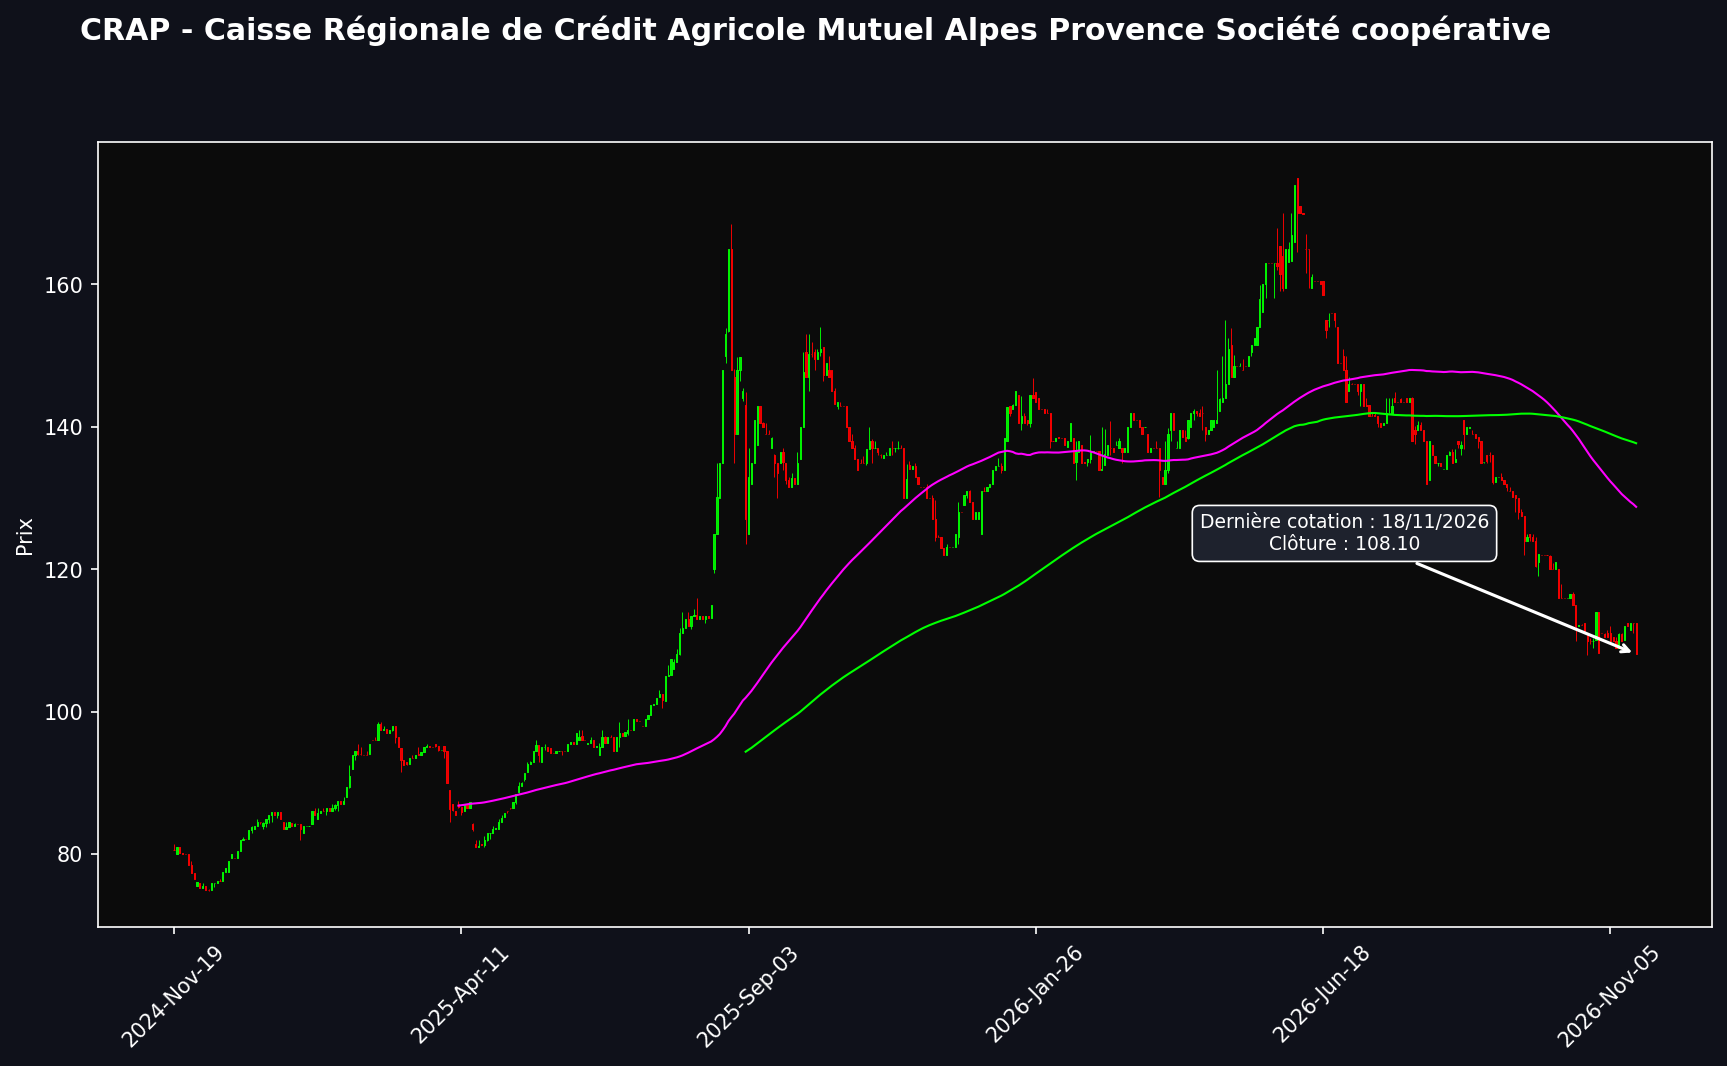 CRAP - Caisse Régionale de Crédit Agricole Mutuel Alpes Provence Société coopérative
160
140
120
100
80
Prix
Dernière cotation : 18/11/2026
Clôture : 108.10
2024-Nov-19
2025-Apr-11
2025-Sep-03
2026-Jan-26
2026-Jun-18
2026-Nov-05